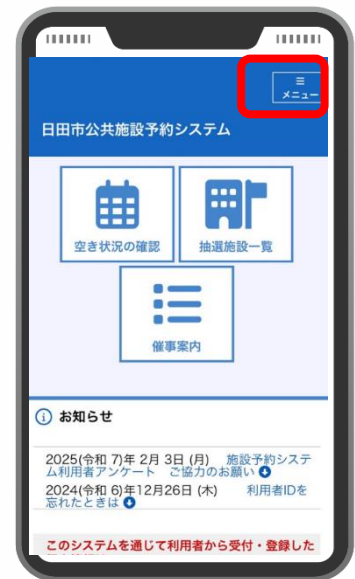 ≡
メニュー
日田市公共施設予約システム
空き状況の確認
抽選施設一覧
催事案内
お知らせ
2025(令和 7)年 2月 3日 (月) 施設予約システ
ム利用者アンケート ご協力のお願い
2024(令和 6)年12月26日 (木) 利用者IDを
忘れたときは
このシステムを通じて利用者から受付・登録した